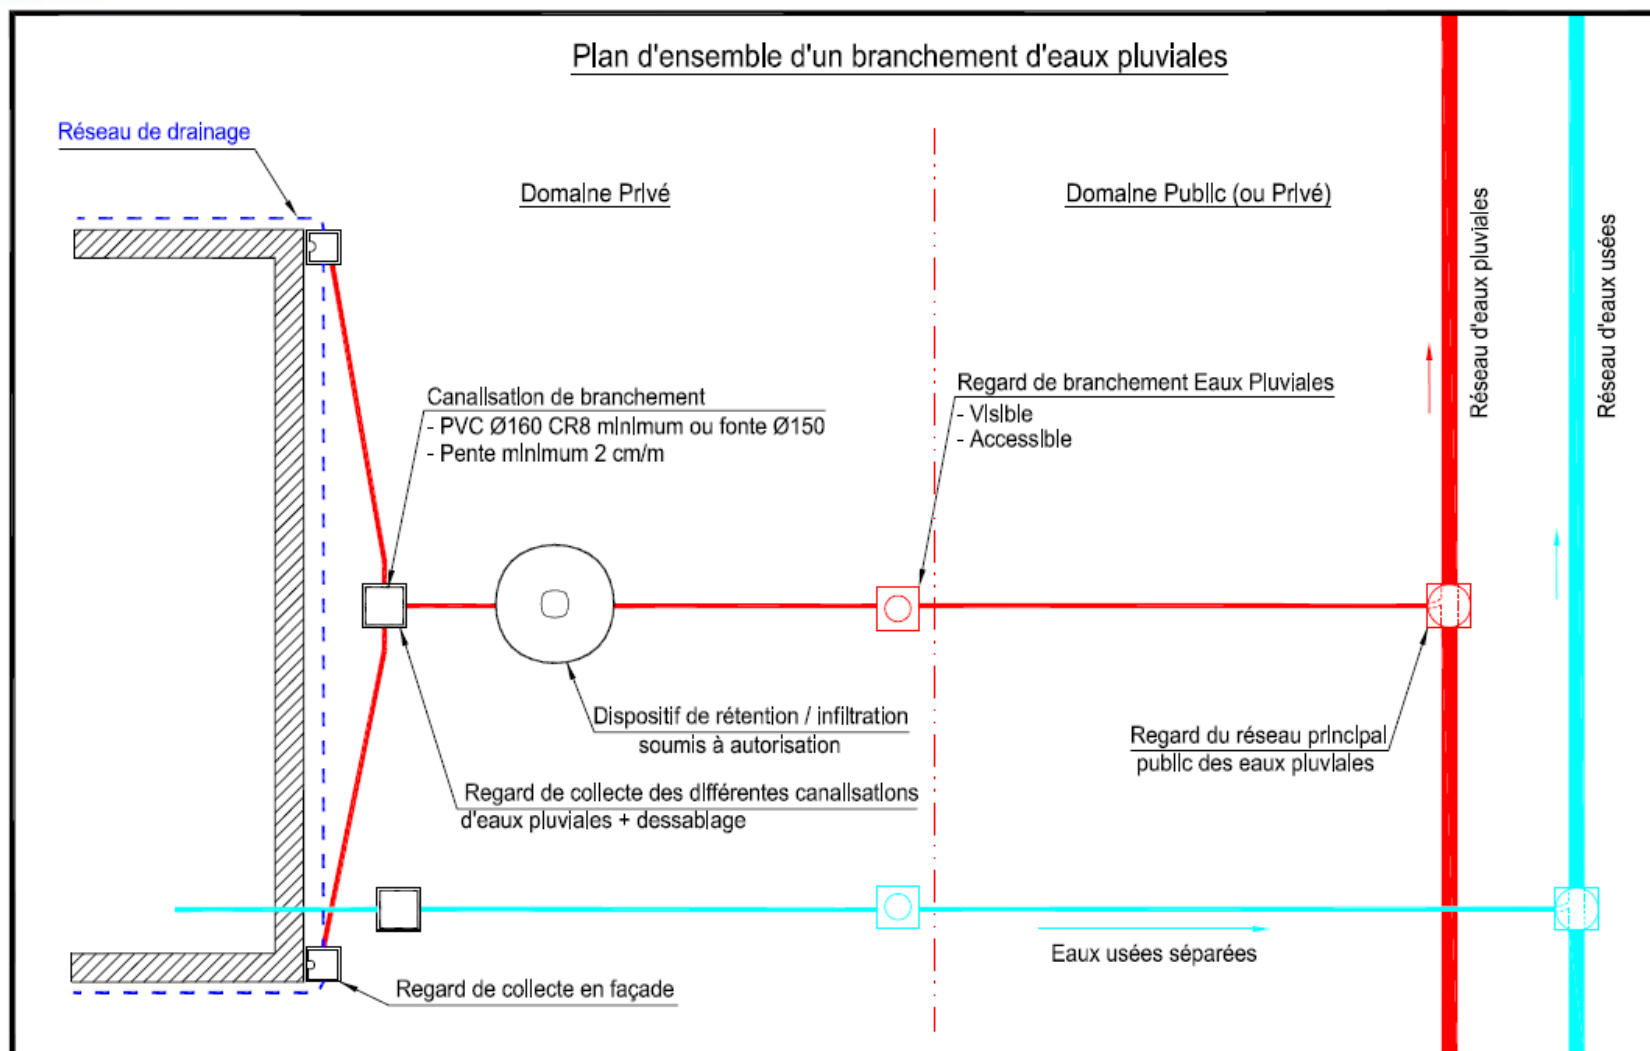 Plan d'ensemble d'un branchement d'eaux pluviales
Réseau de drainage
Domaine Privé
Domaine Public (ou Privé)
Réseau d'eaux pluviales
Réseau d'eaux usées
Canalisation de branchement
- PVC Ø160 CR8 minimum ou fonte Ø150
- Pente minimum 2 cm/m
Regard de branchement Eaux Pluviales
- Visible
- Accessible
Dispositif de rétention / infiltration
soumis à autorisation
Regard du réseau principal
public des eaux pluviales
Regard de collecte des différentes canalisations
d'eaux pluviales + dessablage
Eaux usées séparées
Regard de collecte en façade